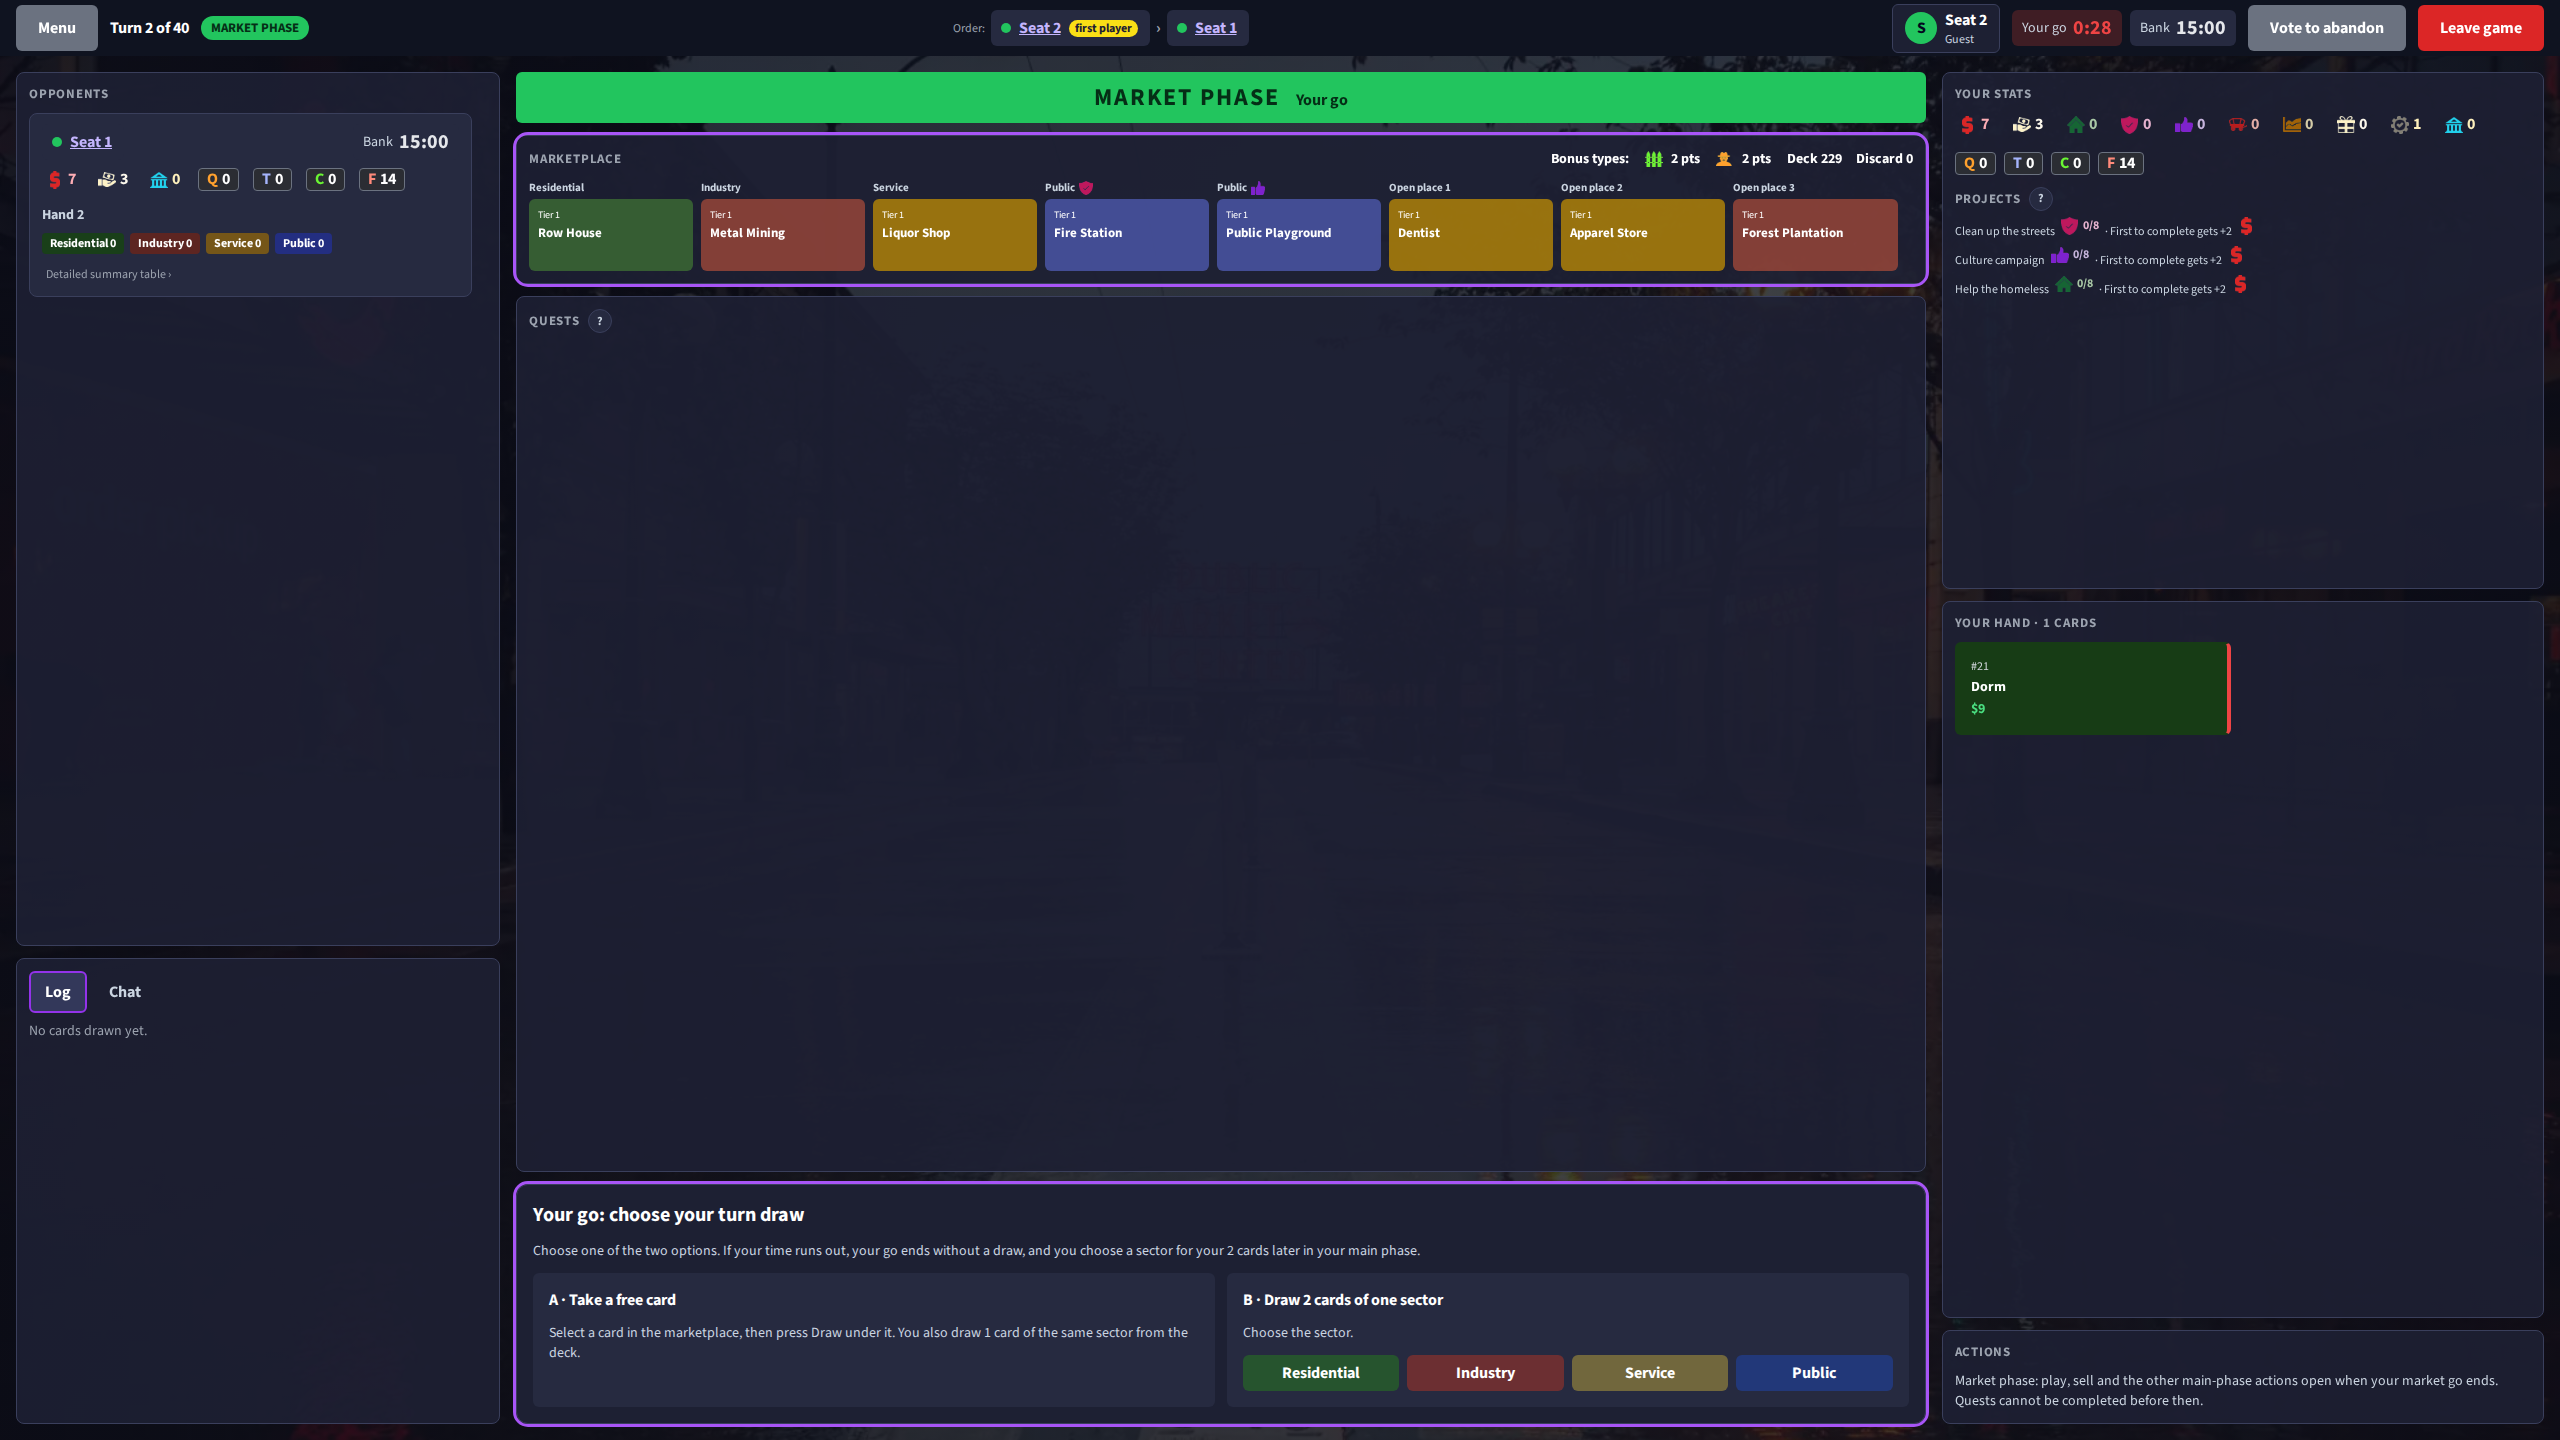 Menu
Turn 2 of 40
MARKET PHASE
Order:
Seat 2
first player
›
Seat 1
S
Seat 2
Guest
Your go 0:28
Bank 15:00
Vote to abandon
Leave game
OPPONENTS
Seat 1
Bank 15:00
$ 7
3
0
Q 0
T 0
C 0
F 14
Hand 2
Residential 0
Industry 0
Service 0
Public 0
Detailed summary table ›
Log
Chat
No cards drawn yet.
MARKET PHASE Your go
MARKETPLACE
Bonus types: 2 pts 2 pts Deck 229 Discard 0
Residential
Tier 1
Row House
Industry
Tier 1
Metal Mining
Service
Tier 1
Liquor Shop
Public
Tier 1
Fire Station
Public
Tier 1
Public Playground
Open place 1
Tier 1
Dentist
Open place 2
Tier 1
Apparel Store
Open place 3
Tier 1
Forest Plantation
QUESTS ?
Your go: choose your turn draw
Choose one of the two options. If your time runs out, your go ends without a draw, and you choose a sector for your 2 cards later in your main phase.
A · Take a free card
Select a card in the marketplace, then press Draw under it. You also draw 1 card of the same sector from the
deck.
B · Draw 2 cards of one sector
Choose the sector.
Residential
Industry
Service
Public
YOUR STATS
$ 7 3 0 0 0 0 0 0 1 0
Q 0
T 0
C 0
F 14
PROJECTS ?
Clean up the streets 0/8 · First to complete gets +2 $
Culture campaign 0/8 · First to complete gets +2 $
Help the homeless 0/8 · First to complete gets +2 $
YOUR HAND · 1 CARDS
#21
Dorm
$9
ACTIONS
Market phase: play, sell and the other main-phase actions open when your market go ends.
Quests cannot be completed before then.